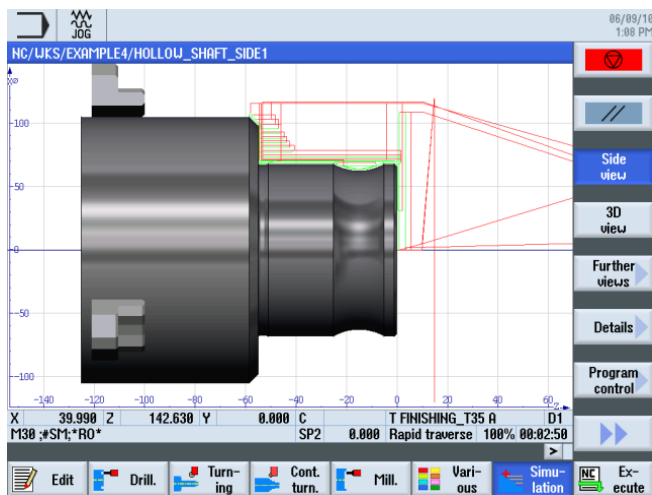 JOG
06/09/10
1:08 PM
NC/WKS/EXAMPLE4/HOLLOW_SHAFT_SIDE1
Side view
3D view
Further views
Details
Program control
100
50
0
-50
-100
-140 -120 -100 -80 -60 -40 -20 0 20 40 60
X 39.990 Z 142.630 Y 0.000 C T FINISHING_T35 A D1
M30 ;#SM;*RO* SP2 0.000 Rapid traverse 100% 00:02:50
>
Edit
Drill.
Turn-ing
Cont. turn.
Mill.
Vari-ous
Simu-lation
NC Ex-ecute